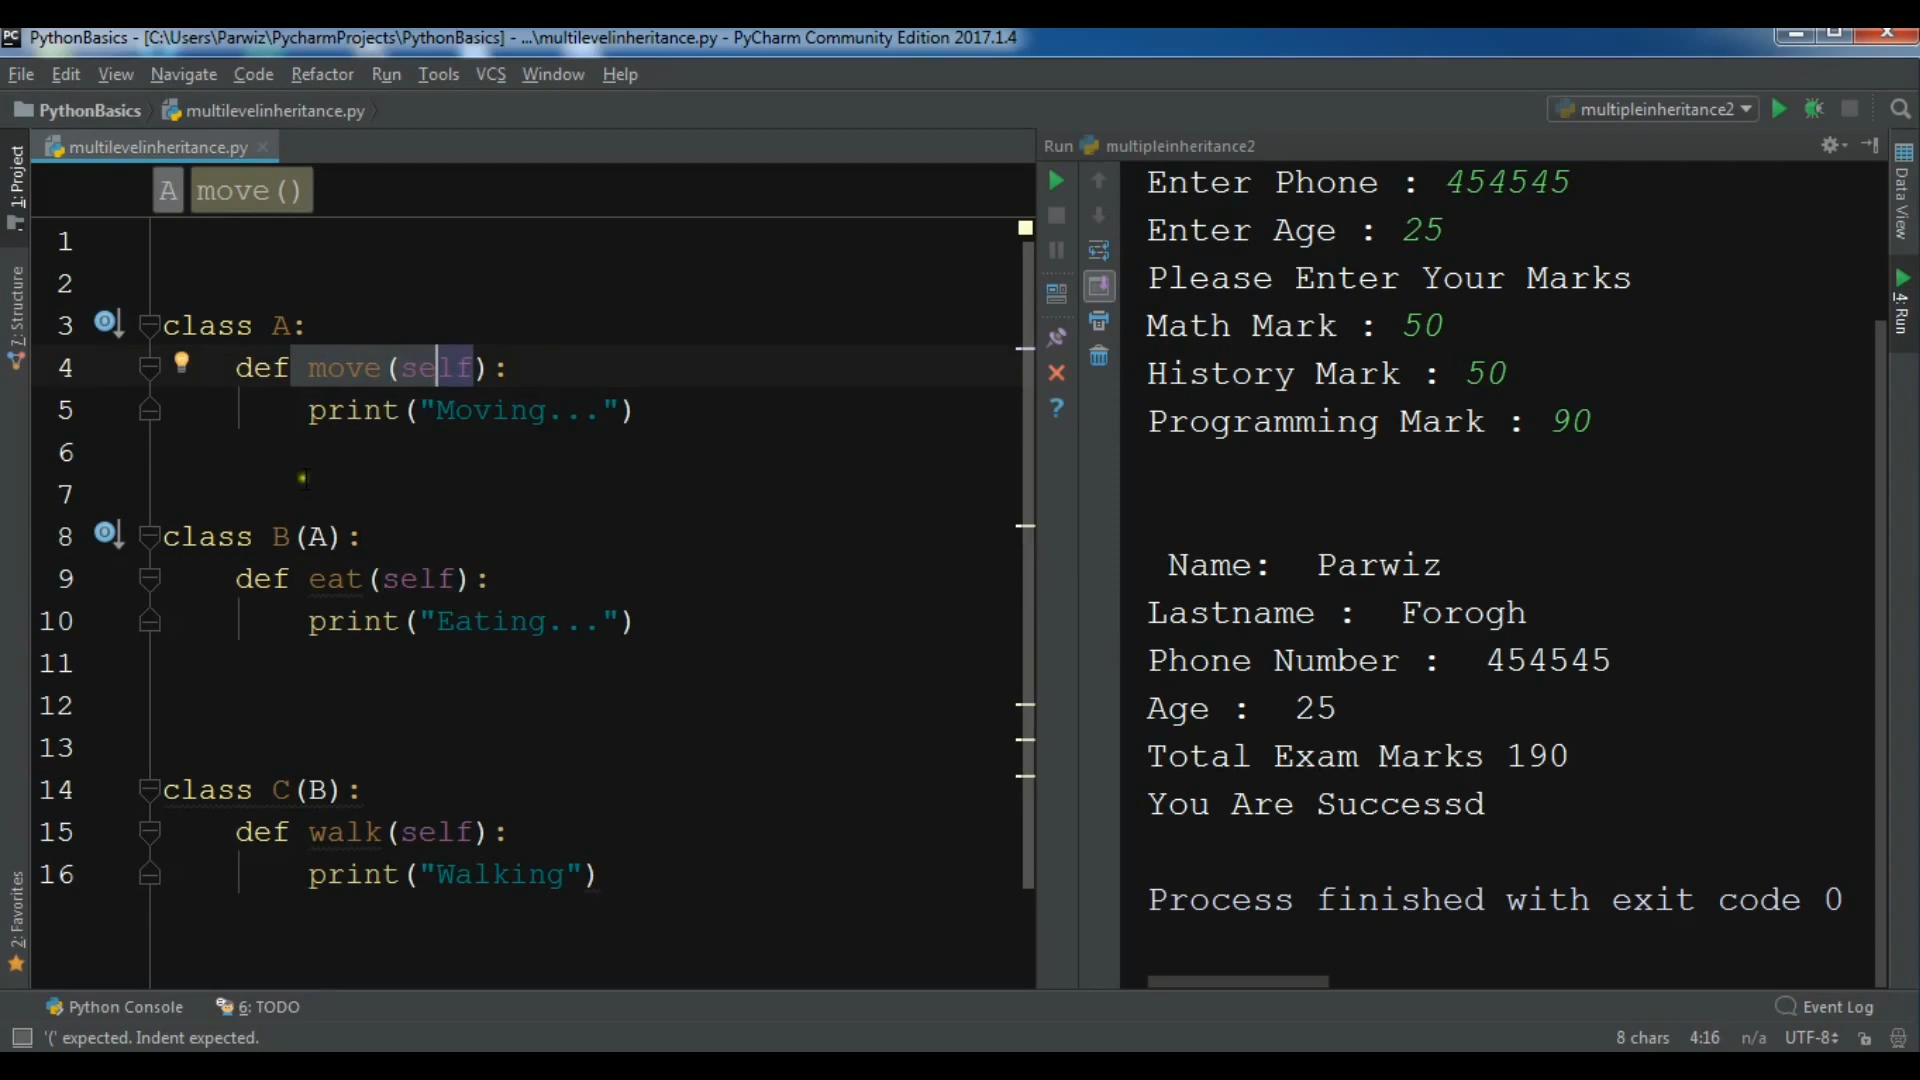 PythonBasics - [C:\Users\Parwiz\PycharmProjects\PythonBasics] - ...\multilevelinheritance.py - PyCharm Community Edition 2017.1.4
File Edit View Navigate Code Refactor Run Tools VCS Window Help
PythonBasics multilevelinheritance.py multipleinheritance2
multilevelinheritance.py
Run multipleinheritance2
A move()
1
2
3 class A:
4 def move(self):
5 print("Moving...")
6
7
8 class B(A):
9 def eat(self):
10 print("Eating...")
11
12
13
14 class C(B):
15 def walk(self):
16 print("Walking")
Enter Phone : 454545
Enter Age : 25
Please Enter Your Marks
Math Mark : 50
History Mark : 50
Programming Mark : 90
Name: Parwiz
Lastname : Forogh
Phone Number : 454545
Age : 25
Total Exam Marks 190
You Are Successd
Process finished with exit code 0
1: Project
7: Structure
2: Favorites
Data View
4: Run
Python Console 6: TODO Event Log
'(' expected. Indent expected. 8 chars 4:16 n/a UTF-8